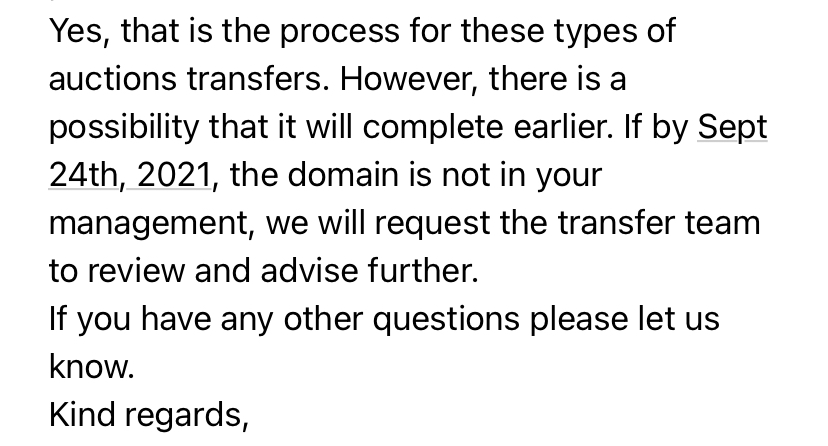 Yes, that is the process for these types of
auctions transfers. However, there is a
possibility that it will complete earlier. If by Sept
24th, 2021, the domain is not in your
management, we will request the transfer team
to review and advise further.
If you have any other questions please let us
know.
Kind regards,